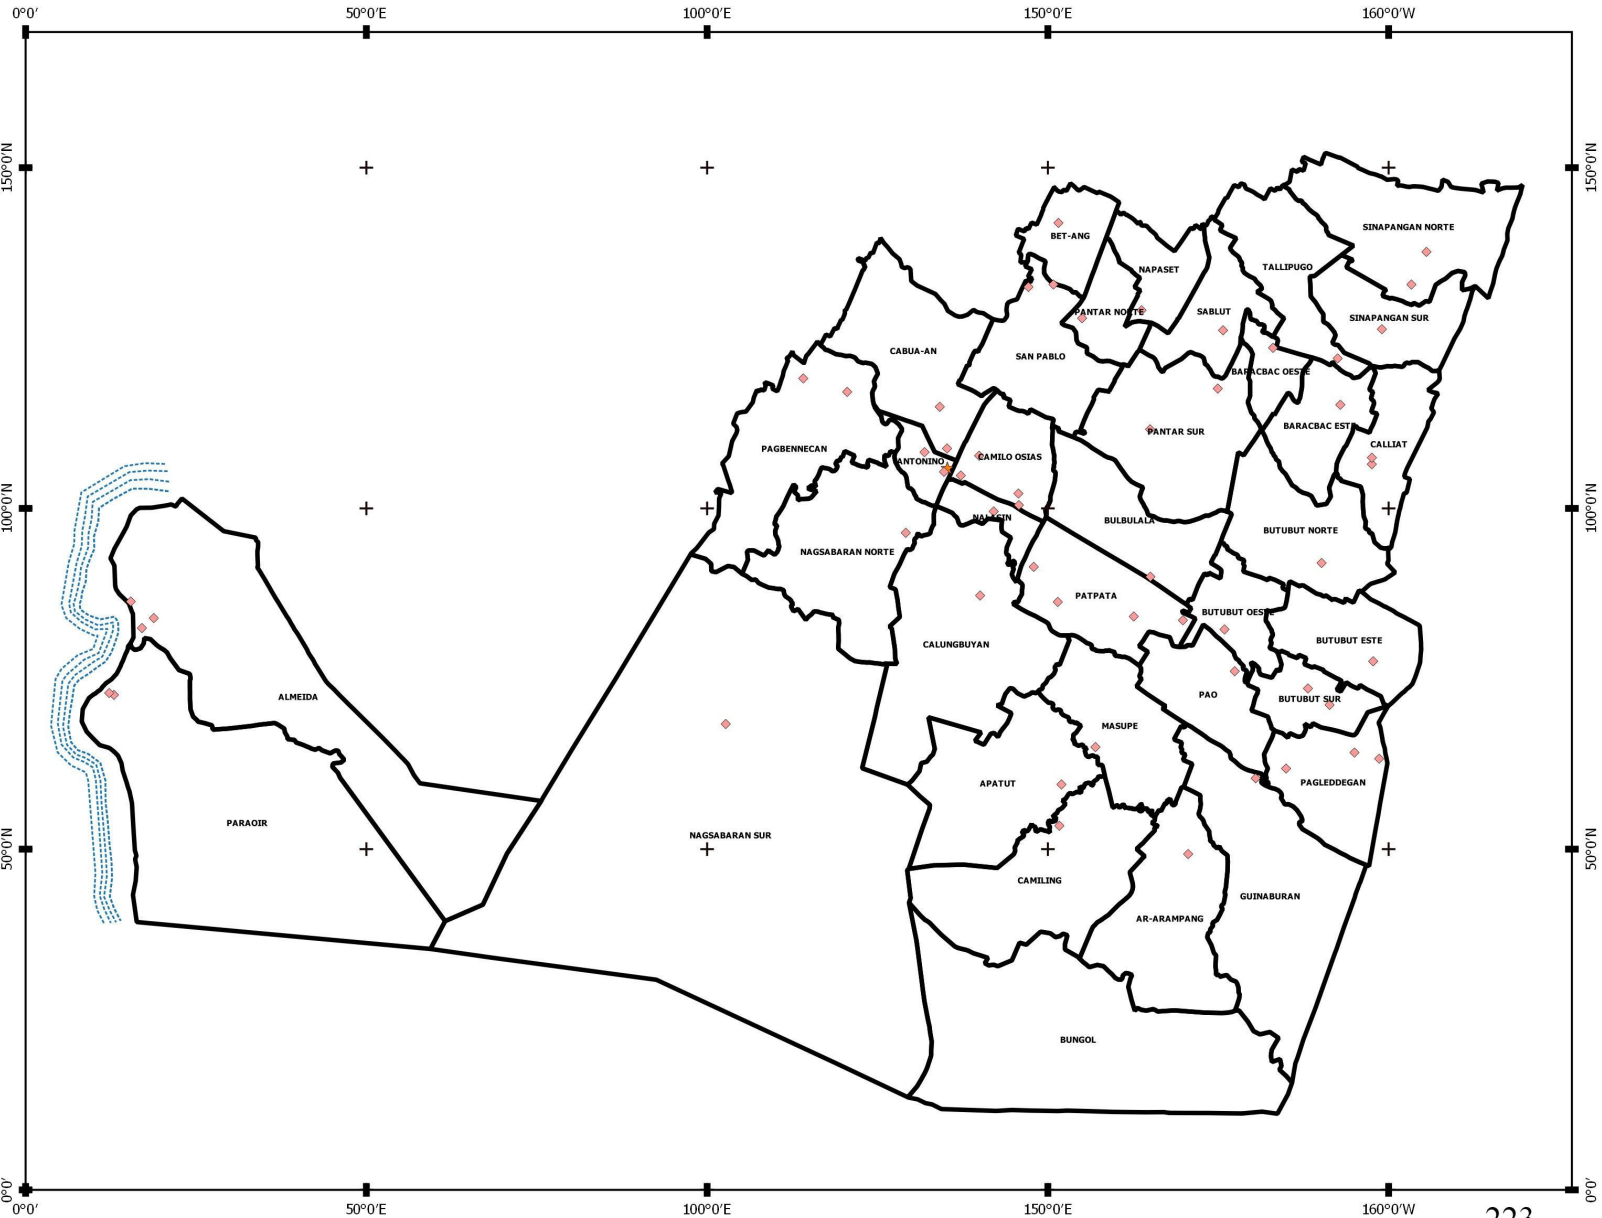 0°0′ 50°0′E 100°0′E 150°0′E 160°0′W
150°0′N 150°0′N
SINAPANGAN NORTE
BET-ANG
TALLIPUGO
NAPASET
PANTAR NORTE SABLUT
SINAPANGAN SUR
CABUA-AN
SAN PABLO
BARACBAC OESTE
BARACBAC EST
PANTAR SUR
CALLIAT
PAGBENNECAN
CAMILO OSIAS
ANTONINO
100°0′N 100°0′N
NALASIN
BULBULALA
BUTUBUT NORTE
NAGSABARAN NORTE
PATPATA
BUTUBUT OESTE
BUTUBUT ESTE
CALUNGBUYAN
ALMEIDA
PAO
BUTUBUT SUR
MASUPE
APATUT
PAGLEDDEGAN
PARAOIR
NAGSABARAN SUR
50°0′N 50°0′N
CAMILING
GUINABURAN
AR-ARAMPANG
BUNGOL
0°0′ 0°0′
0°0′ 50°0′E 100°0′E 150°0′E 160°0′W
223